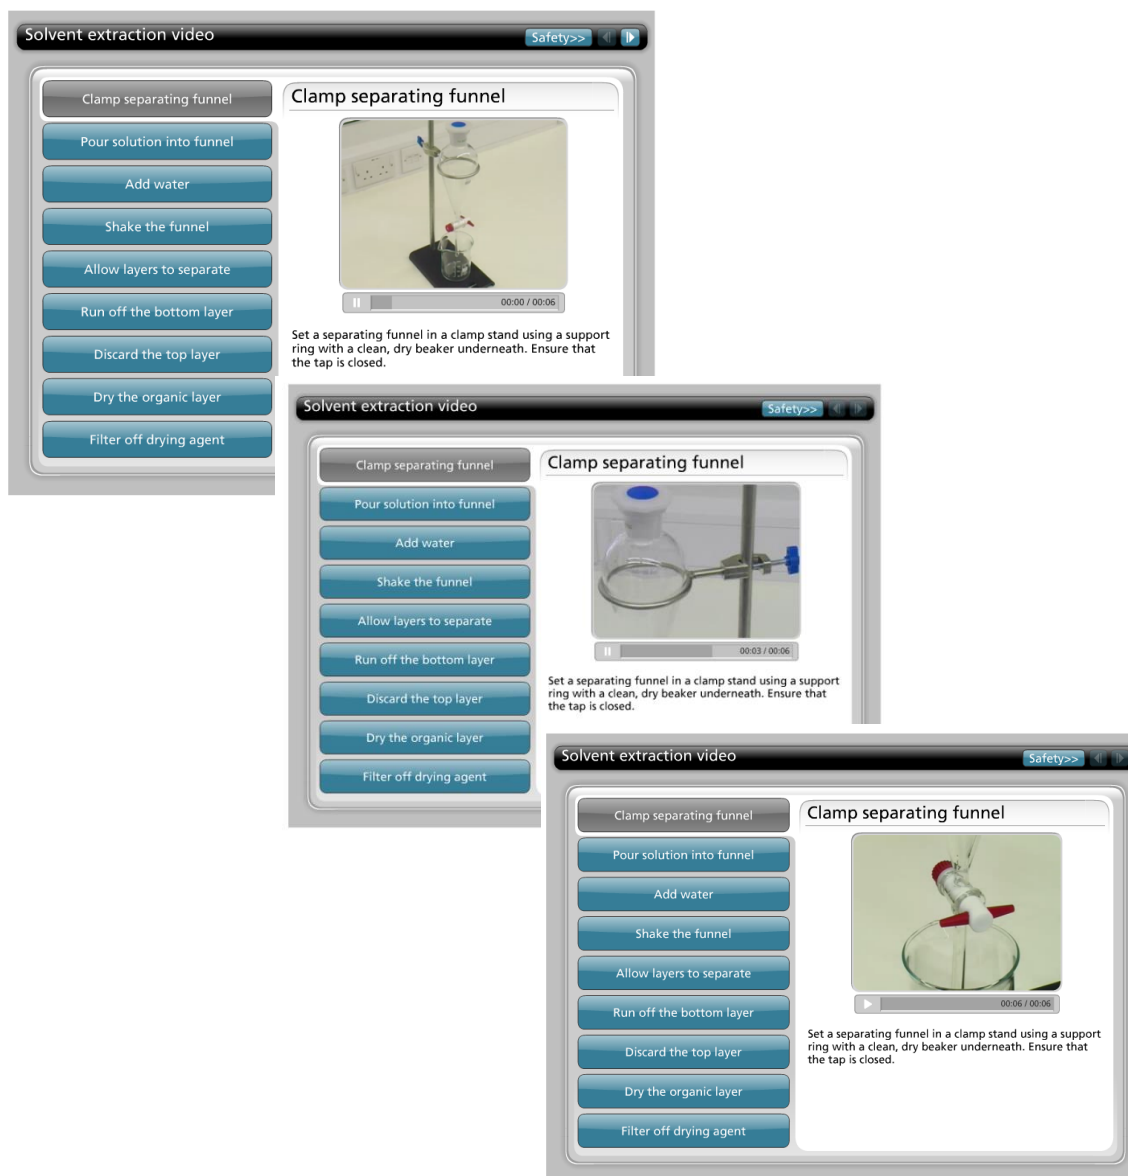 Solvent extraction video
Safety>>
Clamp separating funnel
Pour solution into funnel
Add water
Shake the funnel
Allow layers to separate
Run off the bottom layer
Discard the top layer
Dry the organic layer
Filter off drying agent
Clamp separating funnel
00:00 / 00:06
Set a separating funnel in a clamp stand using a support
ring with a clean, dry beaker underneath. Ensure that
the tap is closed.
Solvent extraction video
Safety>>
Clamp separating funnel
Pour solution into funnel
Add water
Shake the funnel
Allow layers to separate
Run off the bottom layer
Discard the top layer
Dry the organic layer
Filter off drying agent
Clamp separating funnel
00:03 / 00:06
Set a separating funnel in a clamp stand using a support
ring with a clean, dry beaker underneath. Ensure that
the tap is closed.
Solvent extraction video
Safety>>
Clamp separating funnel
Pour solution into funnel
Add water
Shake the funnel
Allow layers to separate
Run off the bottom layer
Discard the top layer
Dry the organic layer
Filter off drying agent
Clamp separating funnel
00:06 / 00:06
Set a separating funnel in a clamp stand using a support
ring with a clean, dry beaker underneath. Ensure that
the tap is closed.